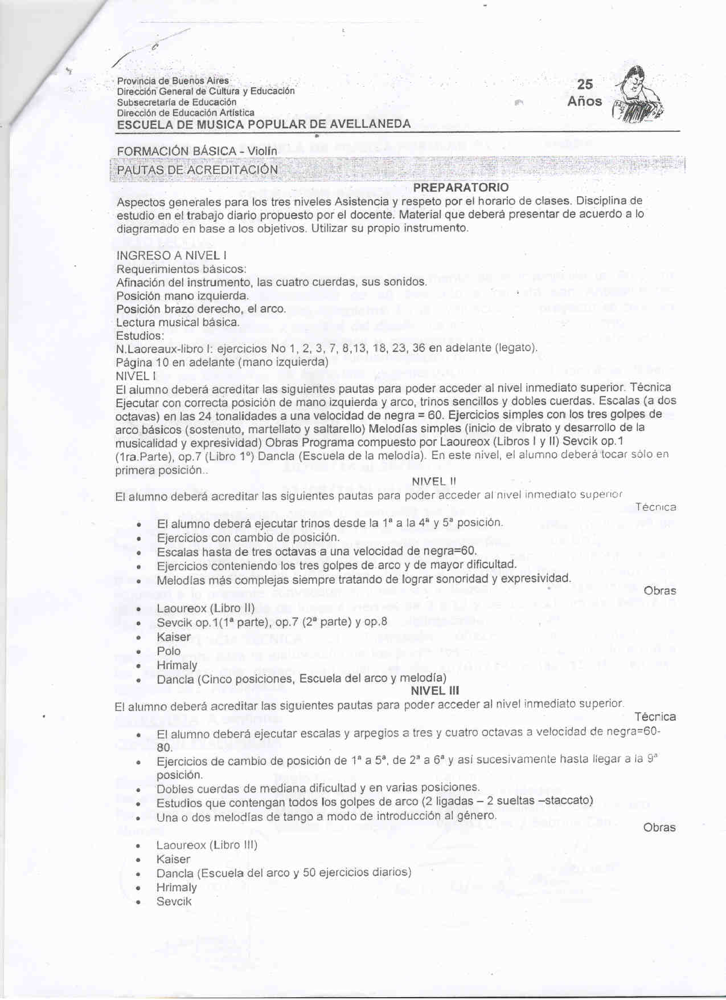 Provincia de Buenos Aires
Dirección General de Cultura y Educación
Subsecretaría de Educación
Dirección de Educación Artística
ESCUELA DE MUSICA POPULAR DE AVELLANEDA
25
Años
FORMACIÓN BÁSICA - Violín
PAUTAS DE ACREDITACIÓN
PREPARATORIO
Aspectos generales para los tres niveles Asistencia y respeto por el horario de clases. Disciplina de
estudio en el trabajo diario propuesto por el docente. Material que deberá presentar de acuerdo a lo
diagramado en base a los objetivos. Utilizar su propio instrumento.
INGRESO A NIVEL I
Requerimientos básicos:
Afinación del instrumento, las cuatro cuerdas, sus sonidos.
Posición mano izquierda.
Posición brazo derecho, el arco.
Lectura musical básica.
Estudios:
N.Laoreaux-libro I: ejercicios No 1, 2, 3, 7, 8,13, 18, 23, 36 en adelante (legato).
Página 10 en adelante (mano izquierda)
NIVEL I
El alumno deberá acreditar las siguientes pautas para poder acceder al nivel inmediato superior. Técnica
Ejecutar con correcta posición de mano izquierda y arco, trinos sencillos y dobles cuerdas. Escalas (a dos
octavas) en las 24 tonalidades a una velocidad de negra = 60. Ejercicios simples con los tres golpes de
arco básicos (sostenuto, martellato y saltarello) Melodías simples (inicio de vibrato y desarrollo de la
musicalidad y expresividad) Obras Programa compuesto por Laoureox (Libros I y II) Sevcik op.1
(1ra.Parte), op.7 (Libro 1º) Dancla (Escuela de la melodía). En este nivel, el alumno deberá tocar sólo en
primera posición..
NIVEL II
El alumno deberá acreditar las siguientes pautas para poder acceder al nivel inmediato superior
Técnica
• El alumno deberá ejecutar trinos desde la 1ª a la 4ª y 5ª posición.
• Ejercicios con cambio de posición.
• Escalas hasta de tres octavas a una velocidad de negra=60.
• Ejercicios conteniendo los tres golpes de arco y de mayor dificultad.
• Melodías más complejas siempre tratando de lograr sonoridad y expresividad.
Obras
• Laoureox (Libro II)
• Sevcik op.1(1ª parte), op.7 (2ª parte) y op.8
• Kaiser
• Polo
• Hrimaly
• Dancla (Cinco posiciones, Escuela del arco y melodía)
NIVEL III
El alumno deberá acreditar las siguientes pautas para poder acceder al nivel inmediato superior.
Técnica
• El alumno deberá ejecutar escalas y arpegios a tres y cuatro octavas a velocidad de negra=60-
80.
• Ejercicios de cambio de posición de 1ª a 5ª, de 2ª a 6ª y así sucesivamente hasta llegar a la 9ª
posición.
• Dobles cuerdas de mediana dificultad y en varias posiciones.
• Estudios que contengan todos los golpes de arco (2 ligadas – 2 sueltas –staccato)
• Una o dos melodías de tango a modo de introducción al género.
Obras
• Laoureox (Libro III)
• Kaiser
• Dancla (Escuela del arco y 50 ejercicios diarios)
• Hrimaly
• Sevcik